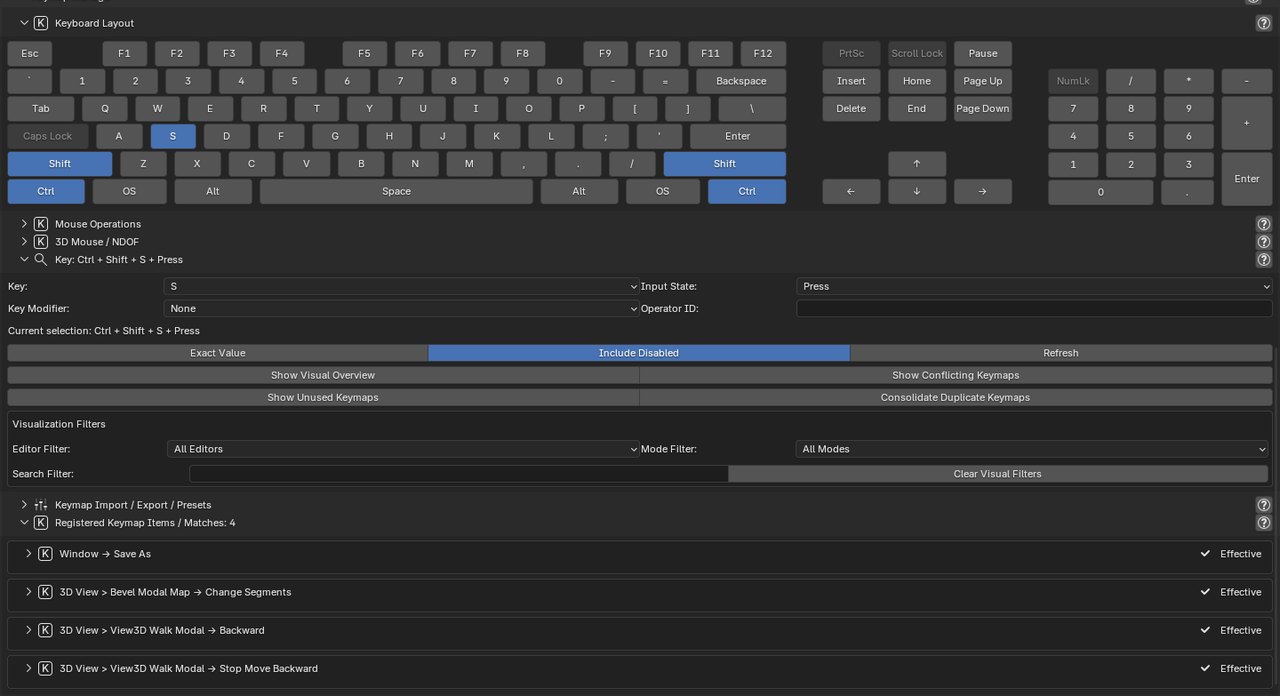 Keyboard Layout
Esc F1 F2 F3 F4 F5 F6 F7 F8 F9 F10 F11 F12 PrtSc Scroll Lock Pause
` 1 2 3 4 5 6 7 8 9 0 - = Backspace Insert Home Page Up NumLk / * -
Tab Q W E R T Y U I O P [ ] \ Delete End Page Down 7 8 9 +
Caps Lock A S D F G H J K L ; ' Enter 4 5 6
Shift Z X C V B N M , . / Shift ↑ 1 2 3 Enter
Ctrl OS Alt Space Alt OS Ctrl ← ↓ → 0 .
Mouse Operations
3D Mouse / NDOF
Key: Ctrl + Shift + S + Press
Key: S Input State: Press
Key Modifier: None Operator ID:
Current selection: Ctrl + Shift + S + Press
Exact Value Include Disabled Refresh
Show Visual Overview Show Conflicting Keymaps
Show Unused Keymaps Consolidate Duplicate Keymaps
Visualization Filters
Editor Filter: All Editors Mode Filter: All Modes
Search Filter: Clear Visual Filters
Keymap Import / Export / Presets
Registered Keymap Items / Matches: 4
Window → Save As Effective
3D View > Bevel Modal Map → Change Segments Effective
3D View > View3D Walk Modal → Backward Effective
3D View > View3D Walk Modal → Stop Move Backward Effective